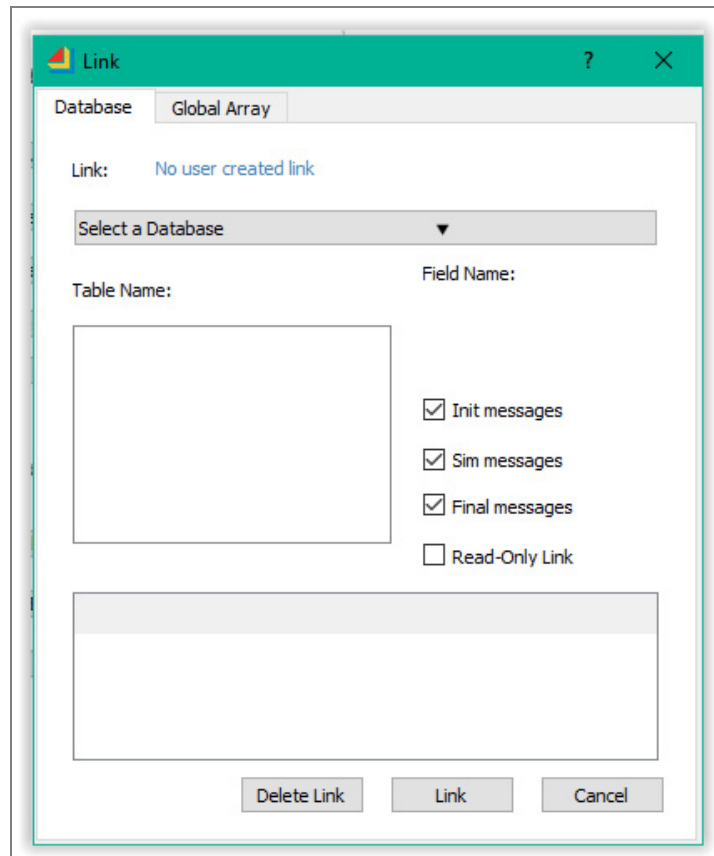 Link ?
Database Global Array
Link: No user created link
Select a Database
Field Name:
Table Name:
Init messages
Sim messages
Final messages
Read-Only Link
Delete Link Link Cancel